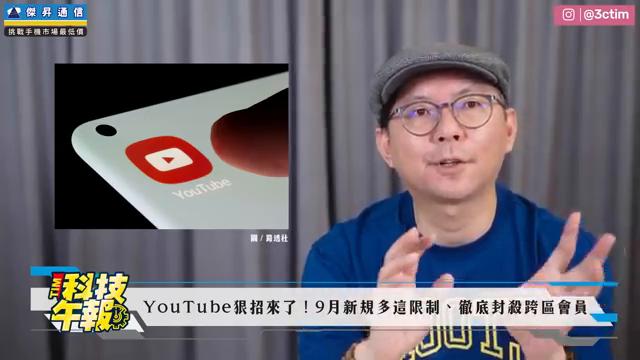 傑昇通信
挑戰手機市場最低價
@3ctim
YouTube
圖 / 路透社
科技
午報
YouTube狠招來了！9月新規多這限制、徹底封殺跨區會員